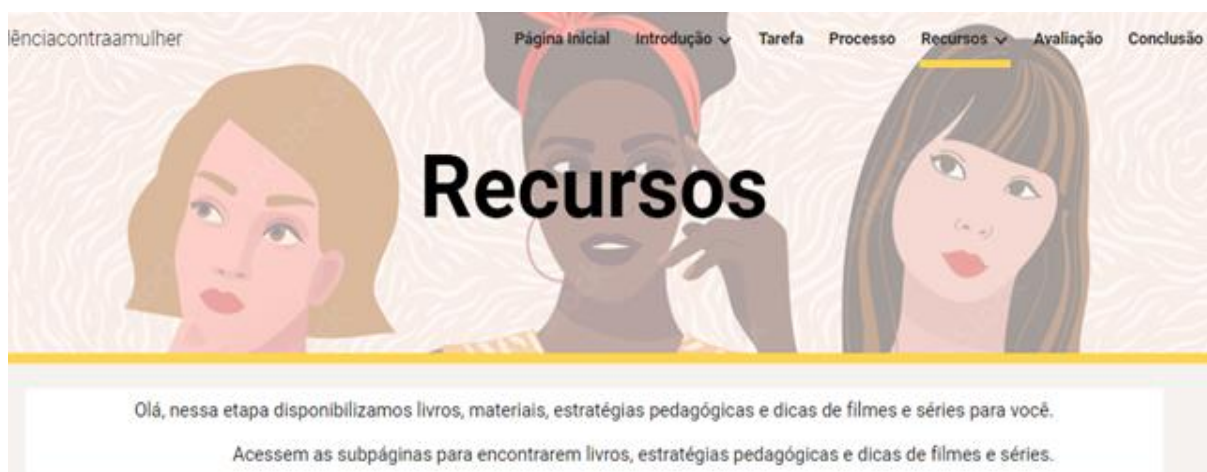 lênciacontraamulher
Página Inicial Introdução Tarefa Processo Recursos Avaliação Conclusão
Recursos
Olá, nessa etapa disponibilizamos livros, materiais, estratégias pedagógicas e dicas de filmes e séries para você.
Acessem as subpáginas para encontrarem livros, estratégias pedagógicas e dicas de filmes e séries.